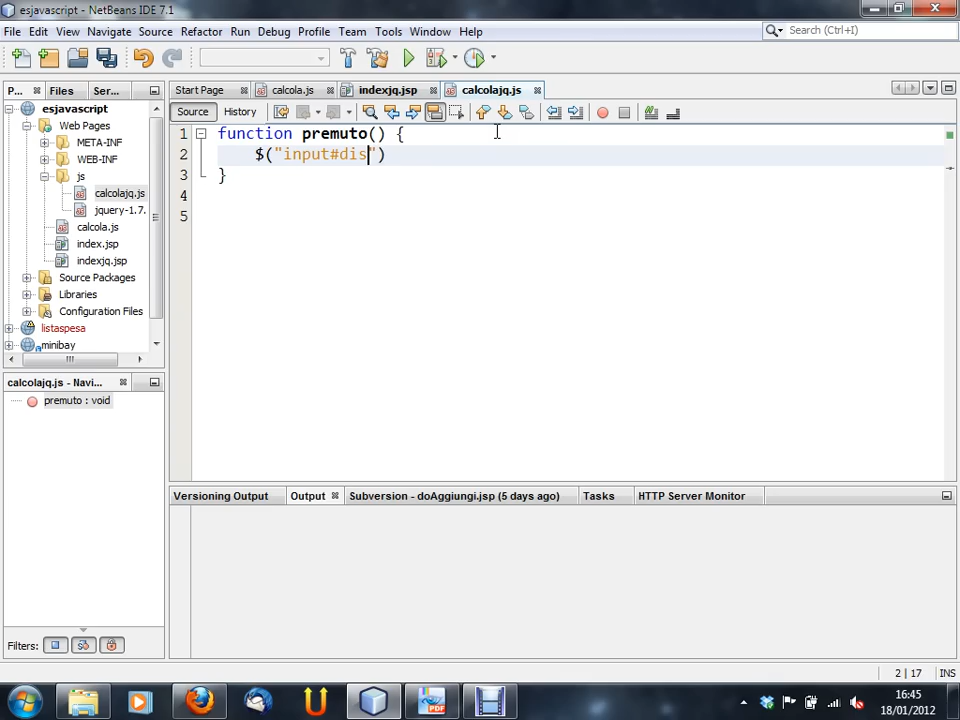 esjavascript - NetBeans IDE 7.1
File Edit View Navigate Source Refactor Run Debug Profile Team Tools Window Help
Search (Ctrl+I)
P... Files Ser... Start Page calcola.js indexjq.jsp calcolajq.js
esjavascript
Web Pages
META-INF
WEB-INF
js
calcolajq.js
jquery-1.7.
calcola.js
index.jsp
indexjq.jsp
Source Packages
Libraries
Configuration Files
listaspesa
minibay
Source History
1 function premuto() {
2 $("input#dis")
3 }
4
5
calcolajq.js - Navi...
premuto : void
Filters:
Versioning Output Output Subversion - doAggiungi.jsp (5 days ago) Tasks HTTP Server Monitor
2 | 17 INS
16:45
18/01/2012